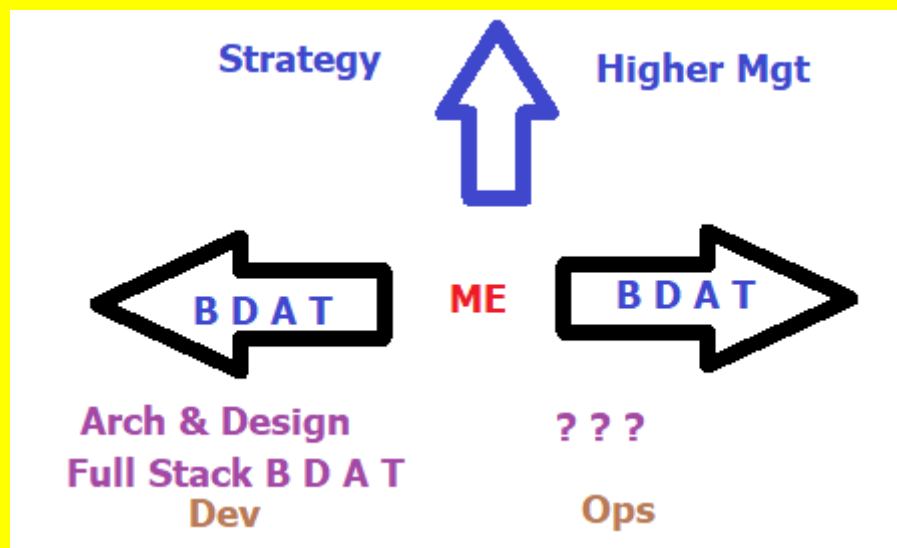 Strategy
Higher Mgt
B D A T
ME
B D A T
Arch & Design
? ? ?
Full Stack B D A T
Dev
Ops